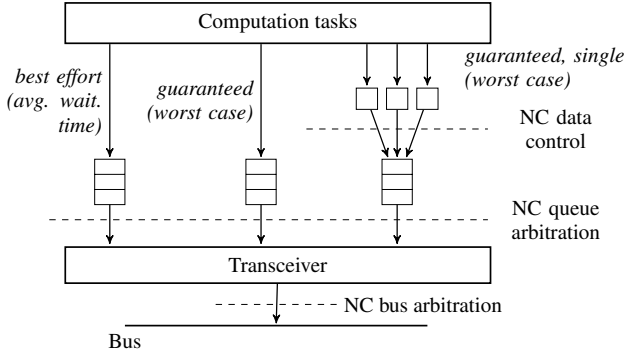 Computation tasks
best effort
(avg. wait.
time)
guaranteed
(worst case)
guaranteed, single
(worst case)
NC data
control
NC queue
arbitration
Transceiver
NC bus arbitration
Bus